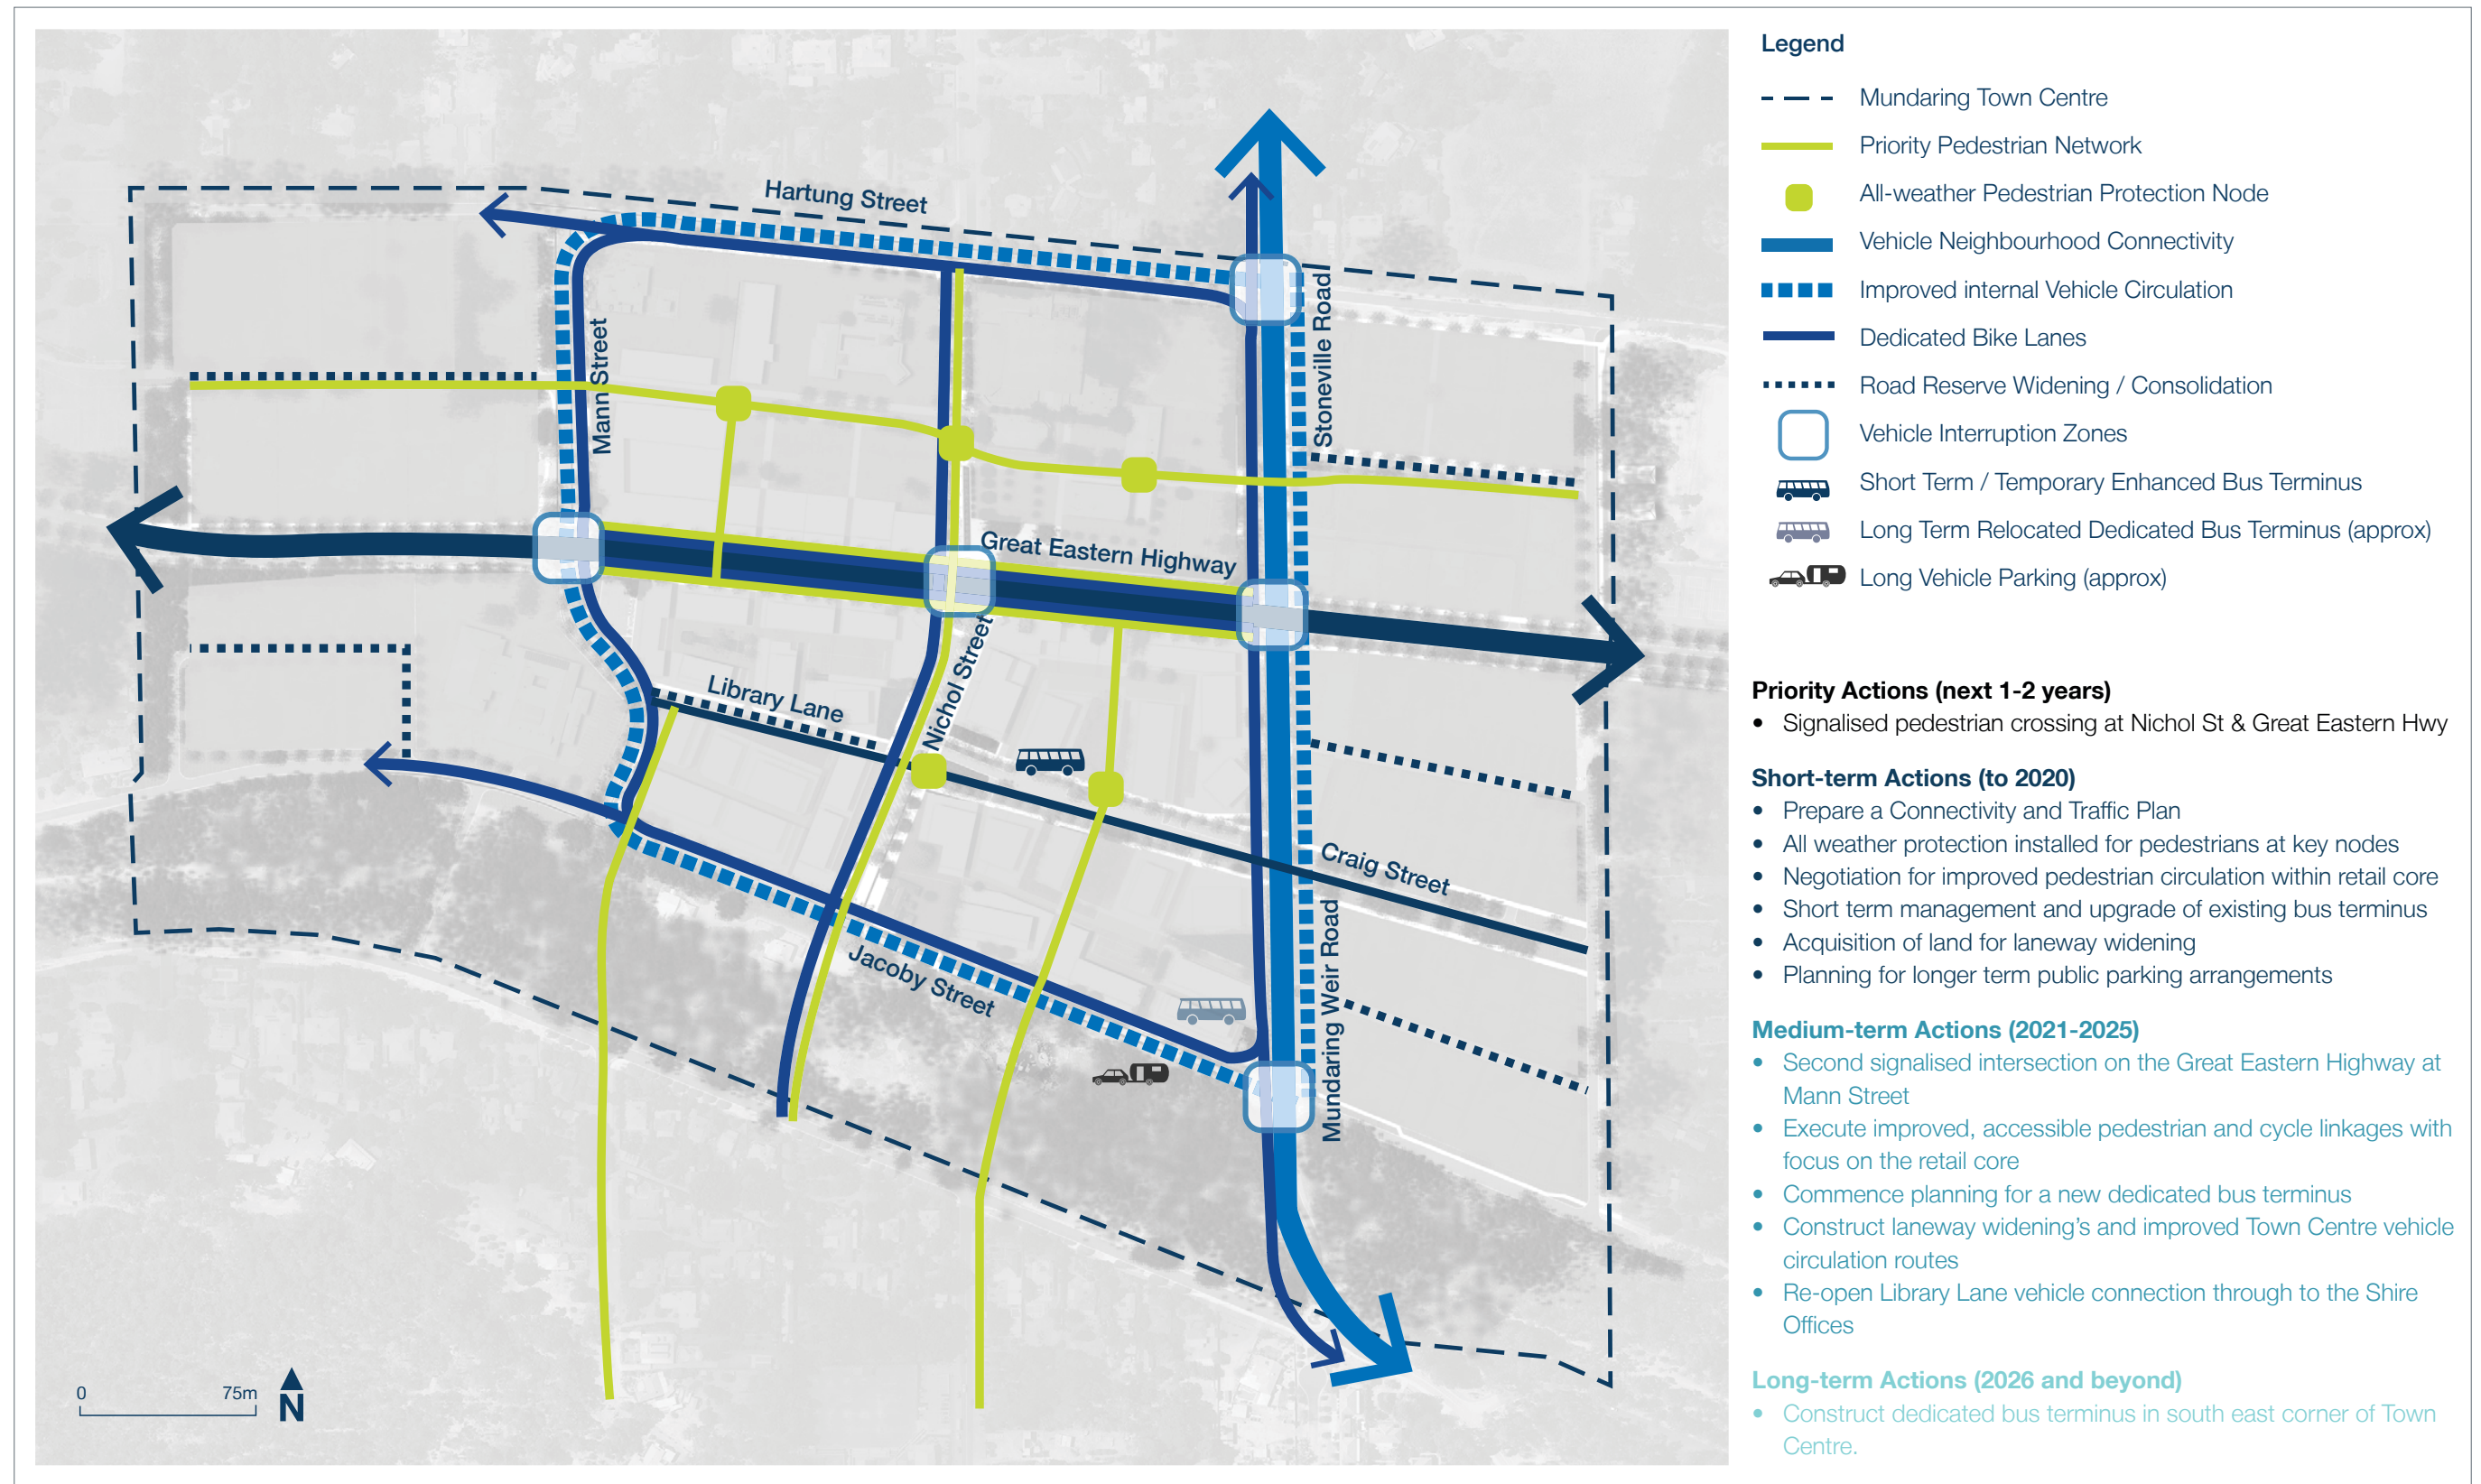 Hartung Street
Mann Street
Stoneville Road
Great Eastern Highway
Nichol Street
Library Lane
Craig Street
Jacoby Street
Mundaring Weir Road
0 75m
N
Legend
Mundaring Town Centre
Priority Pedestrian Network
All-weather Pedestrian Protection Node
Vehicle Neighbourhood Connectivity
Improved internal Vehicle Circulation
Dedicated Bike Lanes
Road Reserve Widening / Consolidation
Vehicle Interruption Zones
Short Term / Temporary Enhanced Bus Terminus
Long Term Relocated Dedicated Bus Terminus (approx)
Long Vehicle Parking (approx)
Priority Actions (next 1-2 years)
• Signalised pedestrian crossing at Nichol St & Great Eastern Hwy
Short-term Actions (to 2020)
• Prepare a Connectivity and Traffic Plan
• All weather protection installed for pedestrians at key nodes
• Negotiation for improved pedestrian circulation within retail core
• Short term management and upgrade of existing bus terminus
• Acquisition of land for laneway widening
• Planning for longer term public parking arrangements
Medium-term Actions (2021-2025)
• Second signalised intersection on the Great Eastern Highway at
Mann Street
• Execute improved, accessible pedestrian and cycle linkages with
focus on the retail core
• Commence planning for a new dedicated bus terminus
• Construct laneway widening's and improved Town Centre vehicle
circulation routes
• Re-open Library Lane vehicle connection through to the Shire
Offices
Long-term Actions (2026 and beyond)
• Construct dedicated bus terminus in south east corner of Town
Centre.